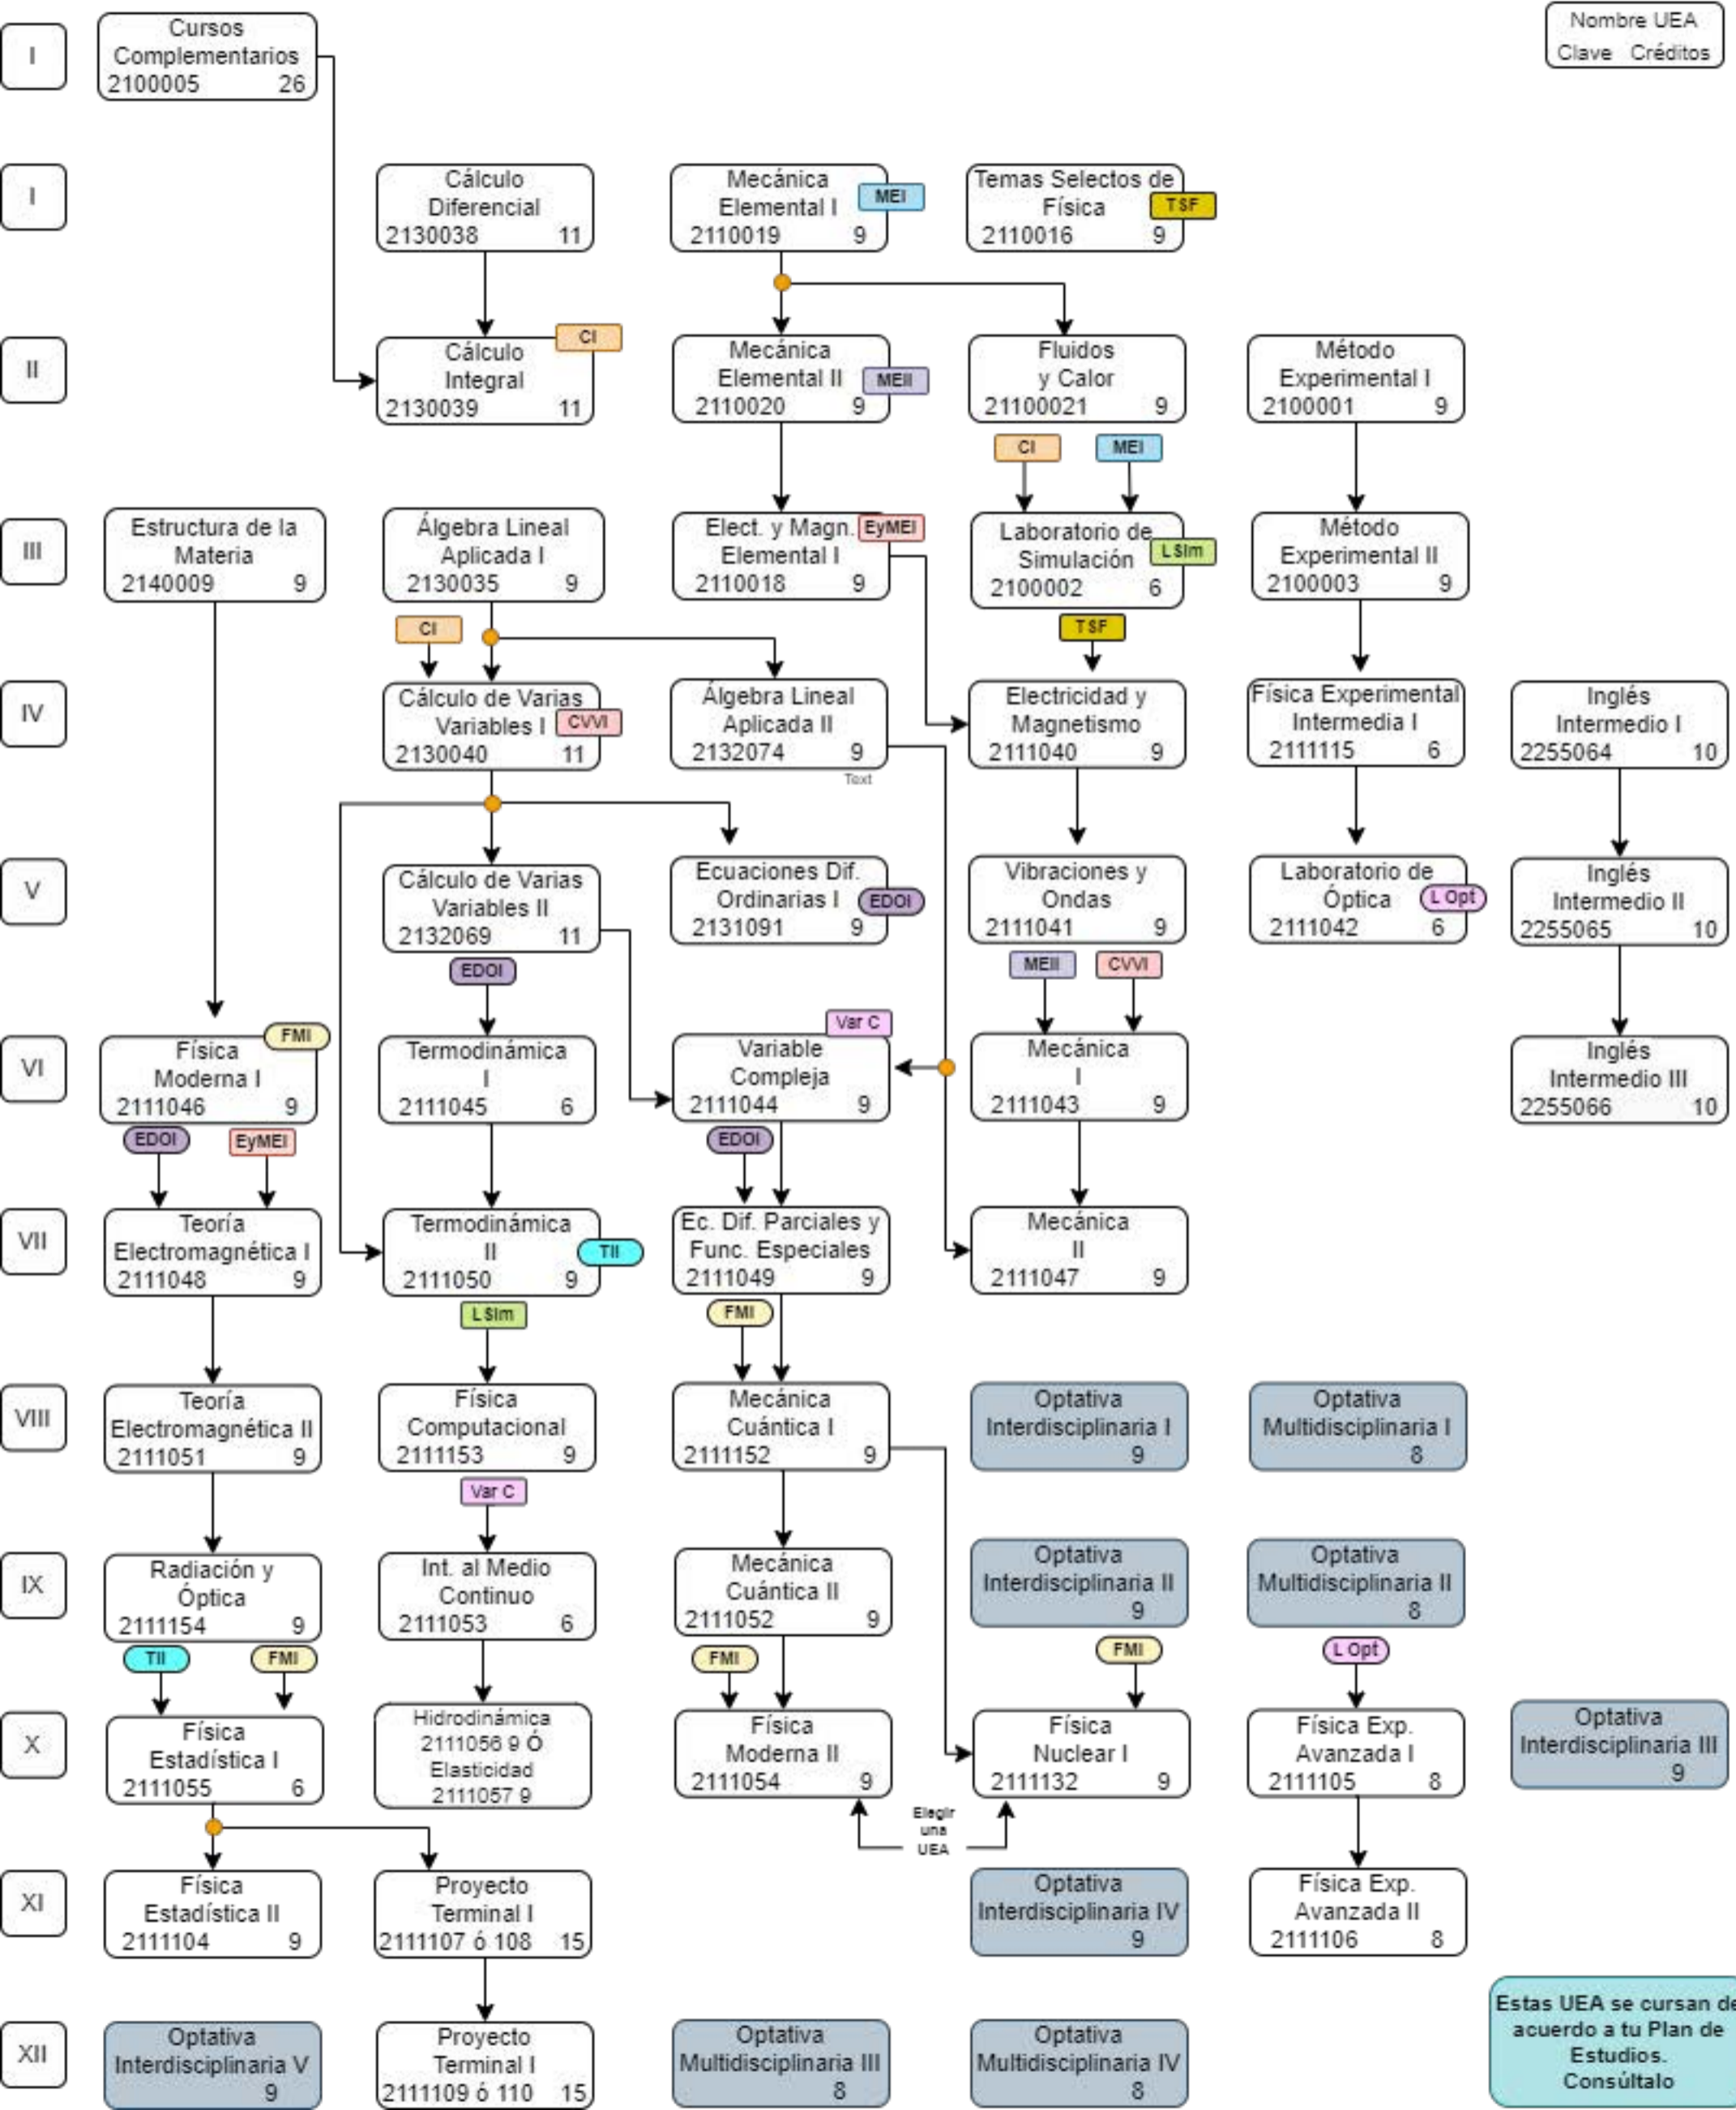 I
Cursos
Complementarios
2100005 26
Nombre UEA
Clave Créditos
I
Cálculo
Diferencial
2130038 11
Mecánica
Elemental I
2110019 9
MEI
Temas Selectos de
Física
2110016 9
TSF
II
Cálculo
Integral
2130039 11
CI
Mecánica
Elemental II
2110020 9
MEII
Fluidos
y Calor
21100021 9
Método
Experimental I
2100001 9
CI
MEI
III
Estructura de la
Materia
2140009 9
Álgebra Lineal
Aplicada I
2130035 9
Elect. y Magn.
Elemental I
2110018 9
EyMEI
Laboratorio de
Simulación
2100002 6
LSim
Método
Experimental II
2100003 9
CI
TSF
IV
Cálculo de Varias
Variables I
2130040 11
CVVI
Álgebra Lineal
Aplicada II
2132074 9
Text
Electricidad y
Magnetismo
2111040 9
Física Experimental
Intermedia I
2111115 6
Inglés
Intermedio I
2255064 10
V
Cálculo de Varias
Variables II
2132069 11
Ecuaciones Dif.
Ordinarias I
2131091 9
EDOI
Vibraciones y
Ondas
2111041 9
Laboratorio de
Óptica
2111042 6
L Opt
Inglés
Intermedio II
2255065 10
EDOI
MEII
CVVI
VI
Física
Moderna I
2111046 9
FMI
Termodinámica
I
2111045 6
Var C
Variable
Compleja
2111044 9
Mecánica
I
2111043 9
Inglés
Intermedio III
2255066 10
EDOI
EyMEI
EDOI
VII
Teoría
Electromagnética I
2111048 9
Termodinámica
II
2111050 9
TII
Ec. Dif. Parciales y
Func. Especiales
2111049 9
Mecánica
II
2111047 9
LSim
FMI
VIII
Teoría
Electromagnética II
2111051 9
Física
Computacional
2111153 9
Mecánica
Cuántica I
2111152 9
Optativa
Interdisciplinaria I
9
Optativa
Multidisciplinaria I
8
Var C
IX
Radiación y
Óptica
2111154 9
Int. al Medio
Continuo
2111053 6
Mecánica
Cuántica II
2111052 9
Optativa
Interdisciplinaria II
9
Optativa
Multidisciplinaria II
8
TII
FMI
FMI
FMI
L Opt
X
Física
Estadística I
2111055 6
Hidrodinámica
2111056 9 Ó
Elasticidad
2111057 9
Física
Moderna II
2111054 9
Física
Nuclear I
2111132 9
Física Exp.
Avanzada I
2111105 8
Optativa
Interdisciplinaria III
9
Elegir
una
UEA
XI
Física
Estadística II
2111104 9
Proyecto
Terminal I
2111107 ó 108 15
Optativa
Interdisciplinaria IV
9
Física Exp.
Avanzada II
2111106 8
XII
Optativa
Interdisciplinaria V
9
Proyecto
Terminal I
2111109 ó 110 15
Optativa
Multidisciplinaria III
8
Optativa
Multidisciplinaria IV
8
Estas UEA se cursan de
acuerdo a tu Plan de
Estudios.
Consúltalo